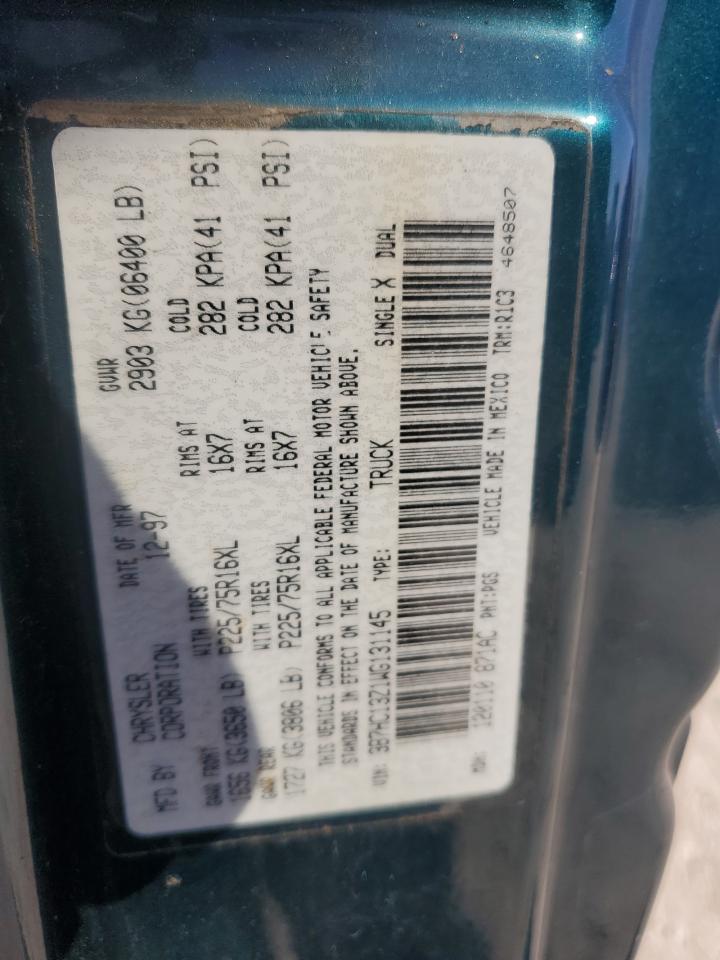 MFD BY CHRYSLER CORPORATION DATE OF MFR 12-97 GVWR 2903 KG(06400 LB)
GAWR FRONT WITH TIRES RIMS AT COLD
1656 KG(3650 LB) P225/75R16XL 16X7 282 KPA(41 PSI)
GAWR REAR WITH TIRES RIMS AT COLD
1727 KG(3806 LB) P225/75R16XL 16X7 282 KPA(41 PSI)
THIS VEHICLE CONFORMS TO ALL APPLICABLE FEDERAL MOTOR VEHICLE SAFETY
STANDARDS IN EFFECT ON THE DATE OF MANUFACTURE SHOWN ABOVE.
VIN: 3B7HC13Z1WG131145 TYPE: TRUCK SINGLE X DUAL
MDH: 120110 871AC PNT:PG5 VEHICLE MADE IN MEXICO TRM:R1C3 4648507